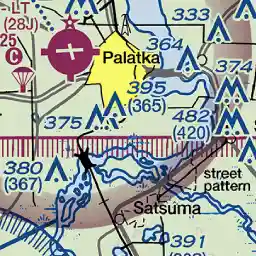 LT
(28J)
333
25
C
Palatka
364
374
395
(365)
375
482
(420)
380
(367)
street
pattern
Satsuma
391